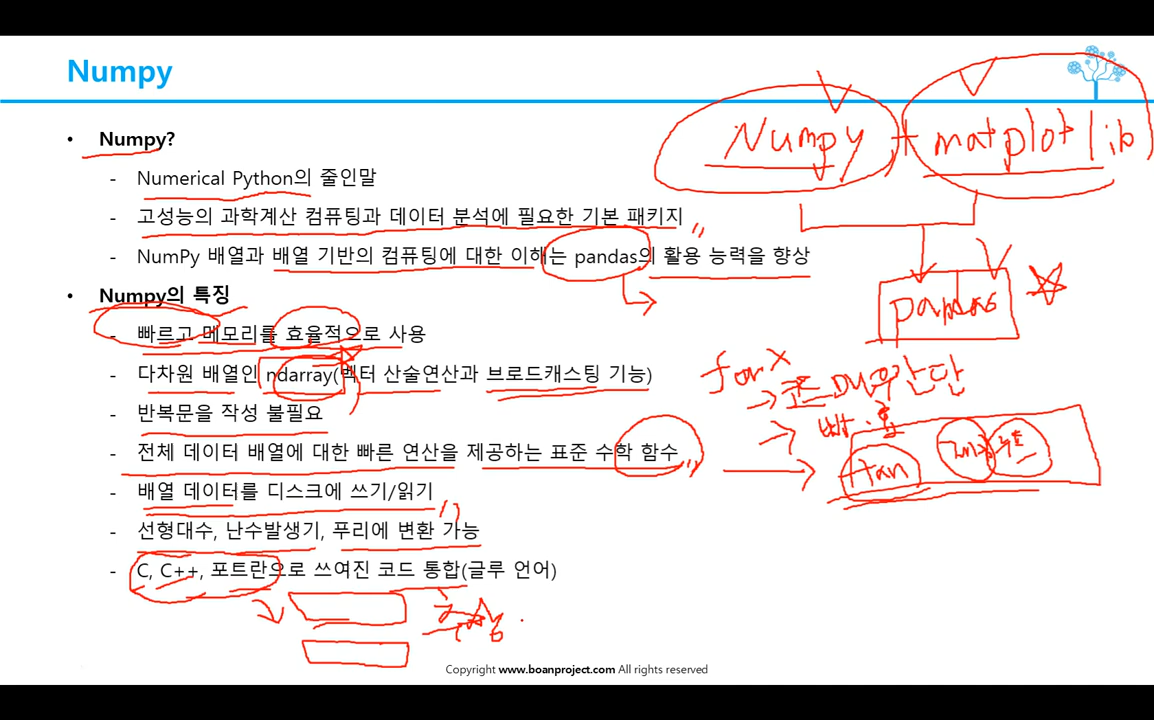 Numpy
Numpy + matplotlib
• Numpy?
- Numerical Python의 줄인말
- 고성능의 과학계산 컴퓨팅과 데이터 분석에 필요한 기본 패키지
- NumPy 배열과 배열 기반의 컴퓨팅에 대한 이해는 pandas의 활용 능력을 향상
pandas
• Numpy의 특징
- 빠르고 메모리를 효율적으로 사용
- 다차원 배열인 ndarray(벡터 산술연산과 브로드캐스팅 기능)
for X
- 반복문을 작성 불필요
- 전체 데이터 배열에 대한 빠른 연산을 제공하는 표준 수학 함수
- 배열 데이터를 디스크에 쓰기/읽기
- 선형대수, 난수발생기, 푸리에 변환 가능
- C, C++, 포트란으로 쓰여진 코드 통합(글루 언어)
Copyright www.boanproject.com All rights reserved